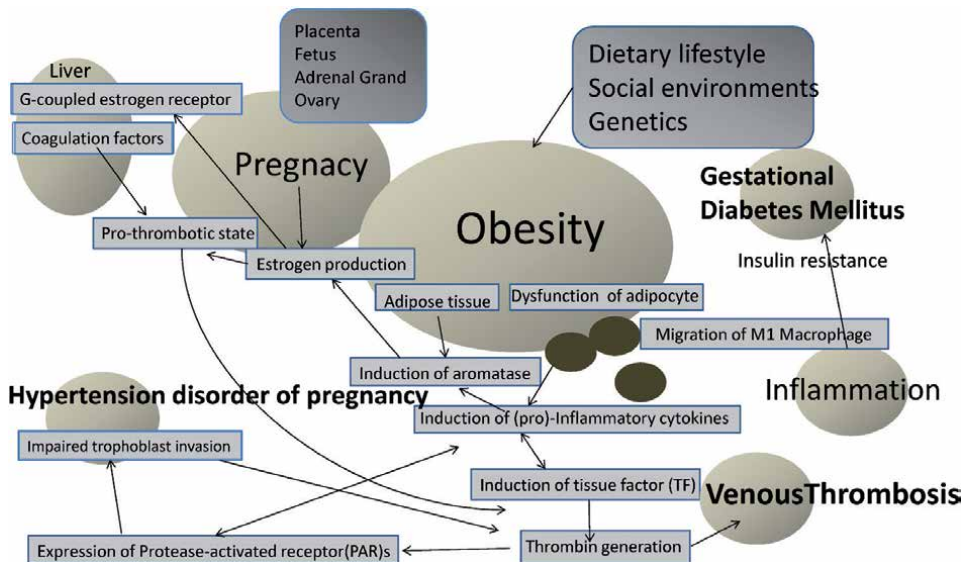 Placenta
Fetus
Adrenal Grand
Ovary
Dietary lifestyle
Social environments
Genetics
Liver
G-coupled estrogen receptor
Coagulation factors
Pregnacy
Obesity
Gestational
Diabetes Mellitus
Pro-thrombotic state
Estrogen production
Insulin resistance
Adipose tissue
Dysfunction of adipocyte
Migration of M1 Macrophage
Induction of aromatase
Inflammation
Hypertension disorder of pregnancy
Induction of (pro)-Inflammatory cytokines
Impaired trophoblast invasion
Induction of tissue factor (TF)
VenousThrombosis
Expression of Protease-activated receptor(PAR)s
Thrombin generation